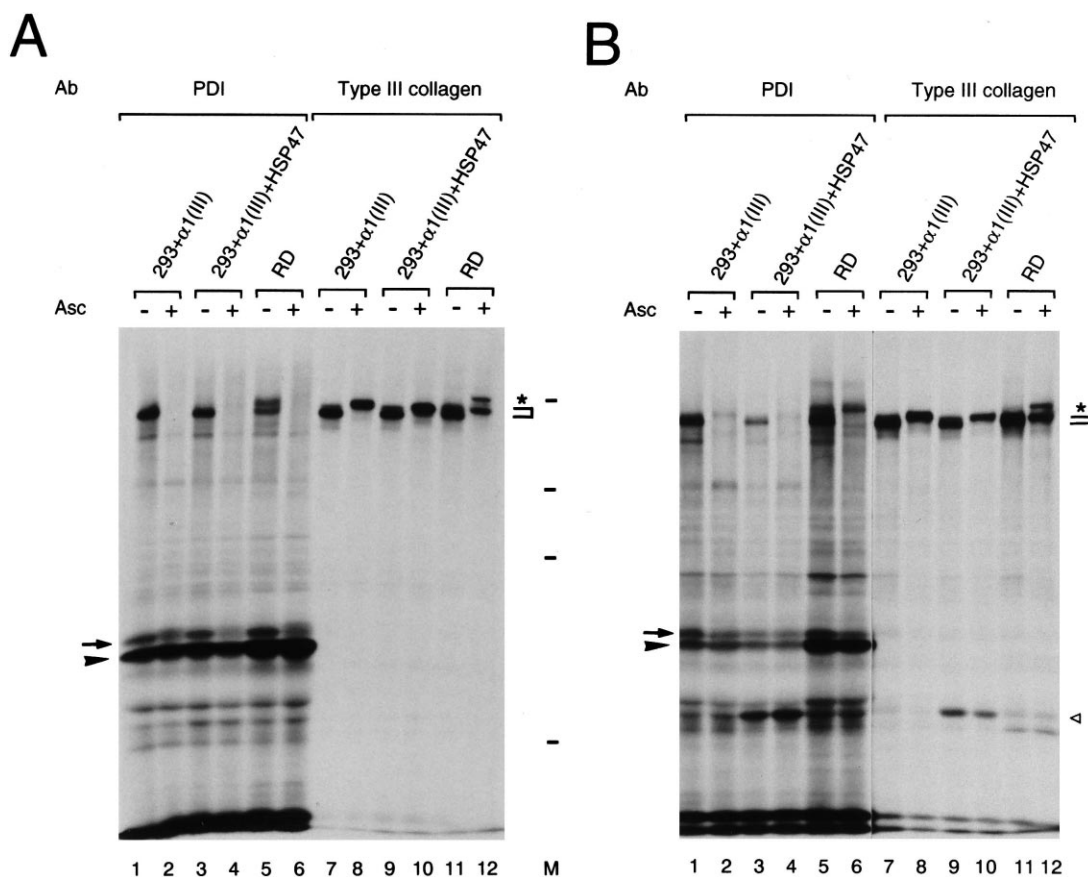 A
Ab PDI Type III collagen
293+α1(III) 293+α1(III)+HSP47 RD 293+α1(III) 293+α1(III)+HSP47 RD
Asc - + - + - + - + - + - +
*
1 2 3 4 5 6 7 8 9 10 11 12 M
B
Ab PDI Type III collagen
293+α1(III) 293+α1(III)+HSP47 RD 293+α1(III) 293+α1(III)+HSP47 RD
Asc - + - + - + - + - + - +
*
1 2 3 4 5 6 7 8 9 10 11 12